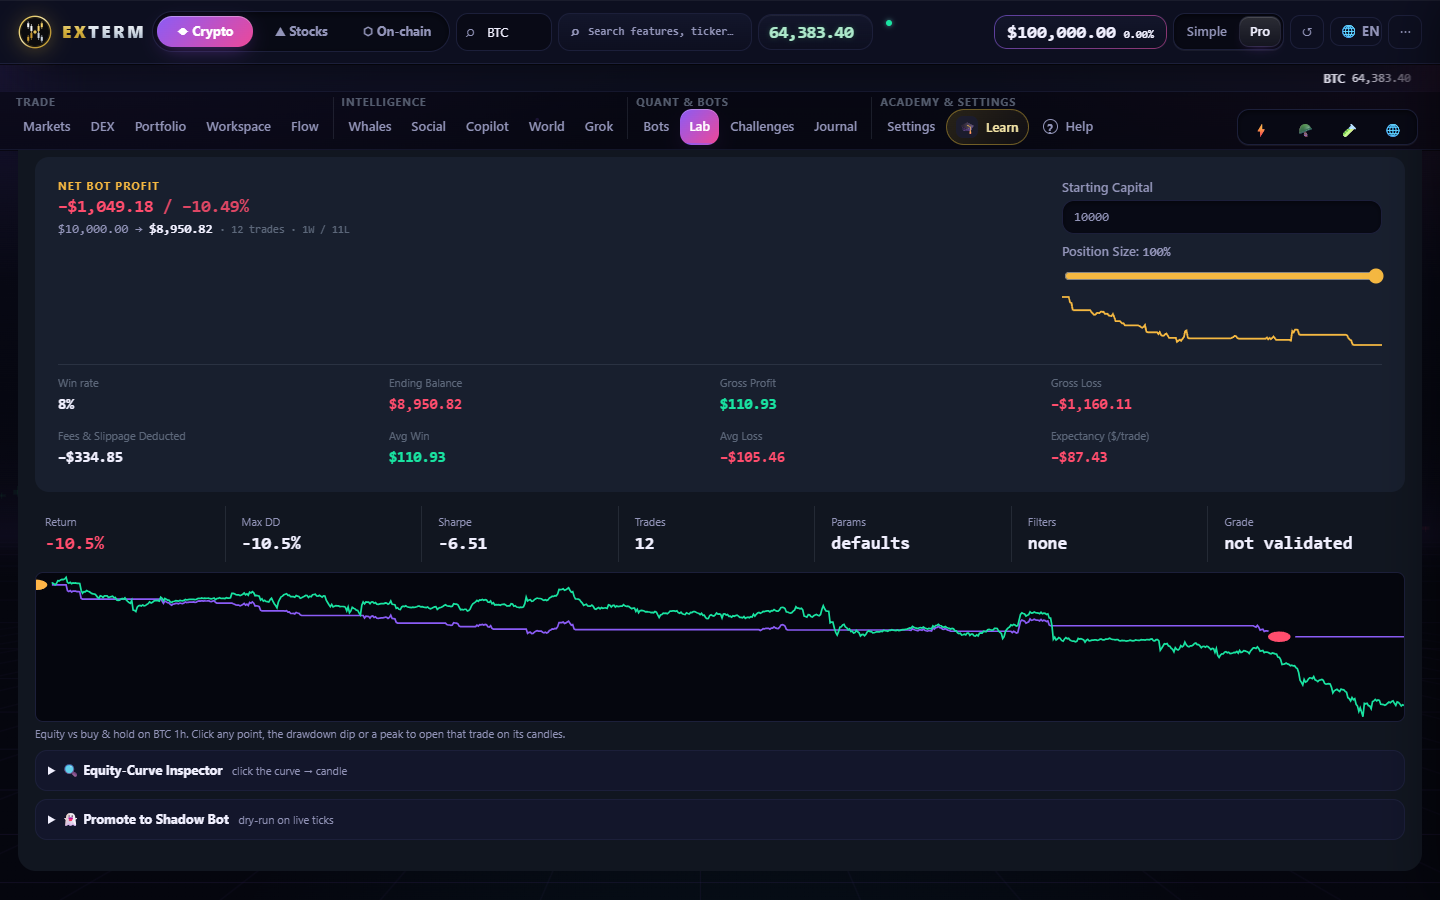 EXTERM
Crypto
Stocks
On-chain
BTC
search features, ticker…
64,383.40
$100,000.00 0.00%
Simple
Pro
EN
BTC 64,383.40
TRADE
Markets
DEX
Portfolio
Workspace
Flow
INTELLIGENCE
Whales
Social
Copilot
World
Grok
QUANT & BOTS
Bots
Lab
Challenges
Journal
ACADEMY & SETTINGS
Settings
Learn
? Help
NET BOT PROFIT
−$1,049.18 / −10.49%
$10,000.00 → $8,950.82 · 12 trades · 1W / 11L
Starting Capital
10000
Position Size: 100%
Win rate
8%
Ending Balance
$8,950.82
Gross Profit
$110.93
Gross Loss
−$1,160.11
Fees & Slippage Deducted
−$334.85
Avg Win
$110.93
Avg Loss
−$105.46
Expectancy ($/trade)
−$87.43
Return
-10.5%
Max DD
-10.5%
Sharpe
-6.51
Trades
12
Params
defaults
Filters
none
Grade
not validated
Equity vs buy & hold on BTC 1h. Click any point, the drawdown dip or a peak to open that trade on its candles.
Equity-Curve Inspector click the curve → candle
Promote to Shadow Bot dry-run on live ticks